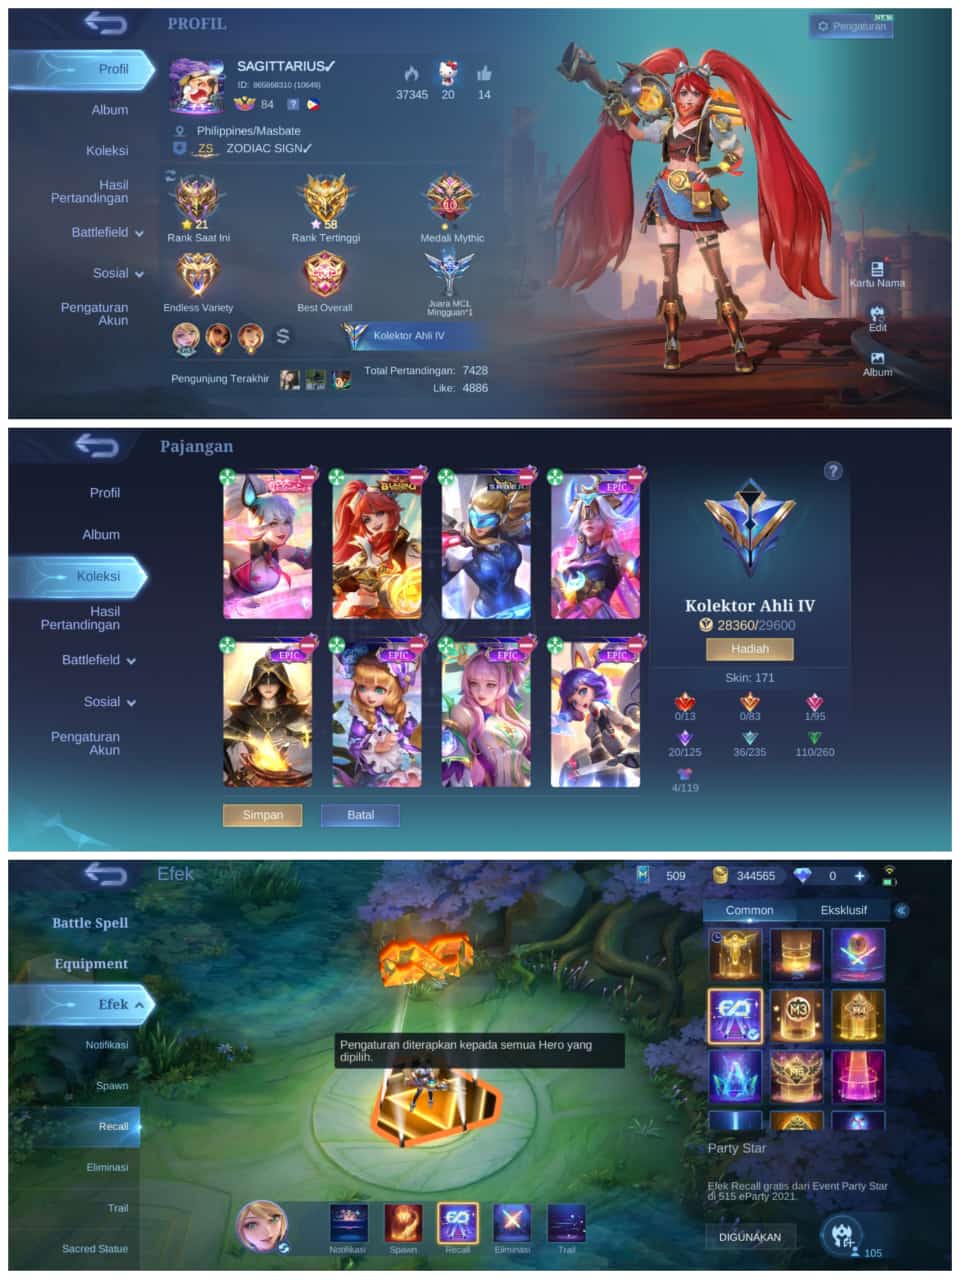 PROFIL
NEW
Pengaturan
Profil
Album
Koleksi
Hasil
Pertandingan
Battlefield
Sosial
Pengaturan
Akun
SAGITTARIUS✓
ID: 865858310 (10649)
84
?
37345
20
14
Philippines/Masbate
ZS
ZODIAC SIGN✓
21
Rank Saat Ini
58
Rank Tertinggi
Medali Mythic
Endless Variety
Best Overall
Juara MCL
Mingguan*1
Kolektor Ahli IV
Pengunjung Terakhir
Total Pertandingan: 7428
Like: 4886
Kartu Nama
Edit
Album
Pajangan
Profil
Album
Koleksi
Hasil
Pertandingan
Battlefield
Sosial
Pengaturan
Akun
SABER
EPIC
EPIC
EPIC
EPIC
EPIC
Simpan
Batal
?
Kolektor Ahli IV
28360/29600
Hadiah
Skin: 171
0/13
0/83
1/95
20/125
36/235
110/260
4/119
Efek
509
344565
0 +
Battle Spell
Equipment
Efek
Notifikasi
Spawn
Recall
Eliminasi
Trail
Sacred Statue
Pengaturan diterapkan kepada semua Hero yang
dipilih.
Common
Eksklusif
M3
M4
M5
Party Star
Efek Recall gratis dari Event Party Star
di 515 eParty 2021.
DIGUNAKAN
105
Notifikasi
Spawn
Recall
Eliminasi
Trail